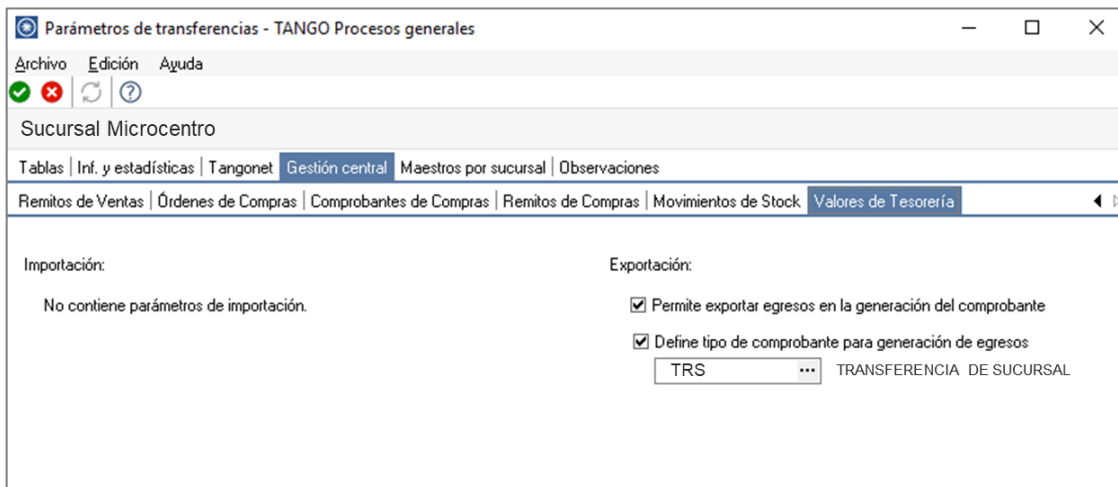 Parámetros de transferencias - TANGO Procesos generales
Archivo Edición Ayuda
Sucursal Microcentro
Tablas | Inf. y estadísticas | Tangonet Gestión central Maestros por sucursal | Observaciones
Remitos de Ventas | Órdenes de Compras | Comprobantes de Compras | Remitos de Compras | Movimientos de Stock Valores de Tesorería
Importación: Exportación:
No contiene parámetros de importación. Permite exportar egresos en la generación del comprobante
Define tipo de comprobante para generación de egresos
TRS ... TRANSFERENCIA DE SUCURSAL